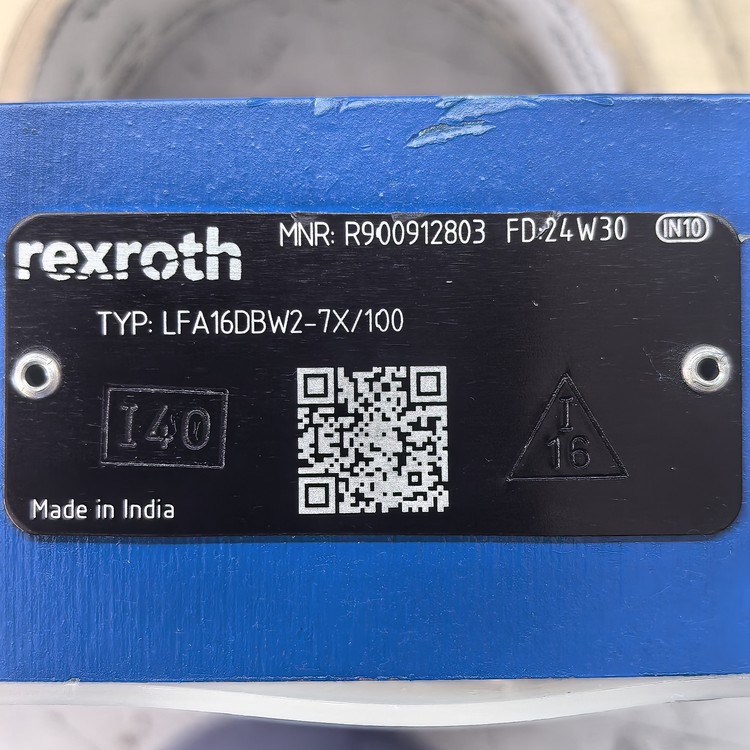 rexroth
MNR: R900912803 FD:24W30 IN10
TYP: LFA16DBW2-7X/100
I40
I
16
Made in India